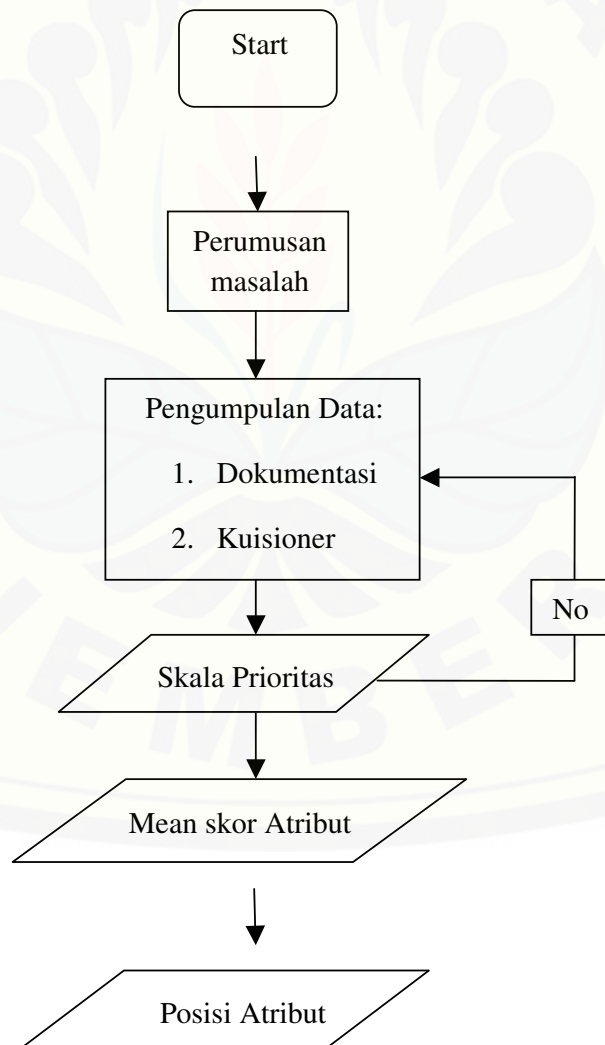 Start
Perumusan
masalah
Pengumpulan Data:
1. Dokumentasi
2. Kuisioner
No
Skala Prioritas
Mean skor Atribut
Posisi Atribut